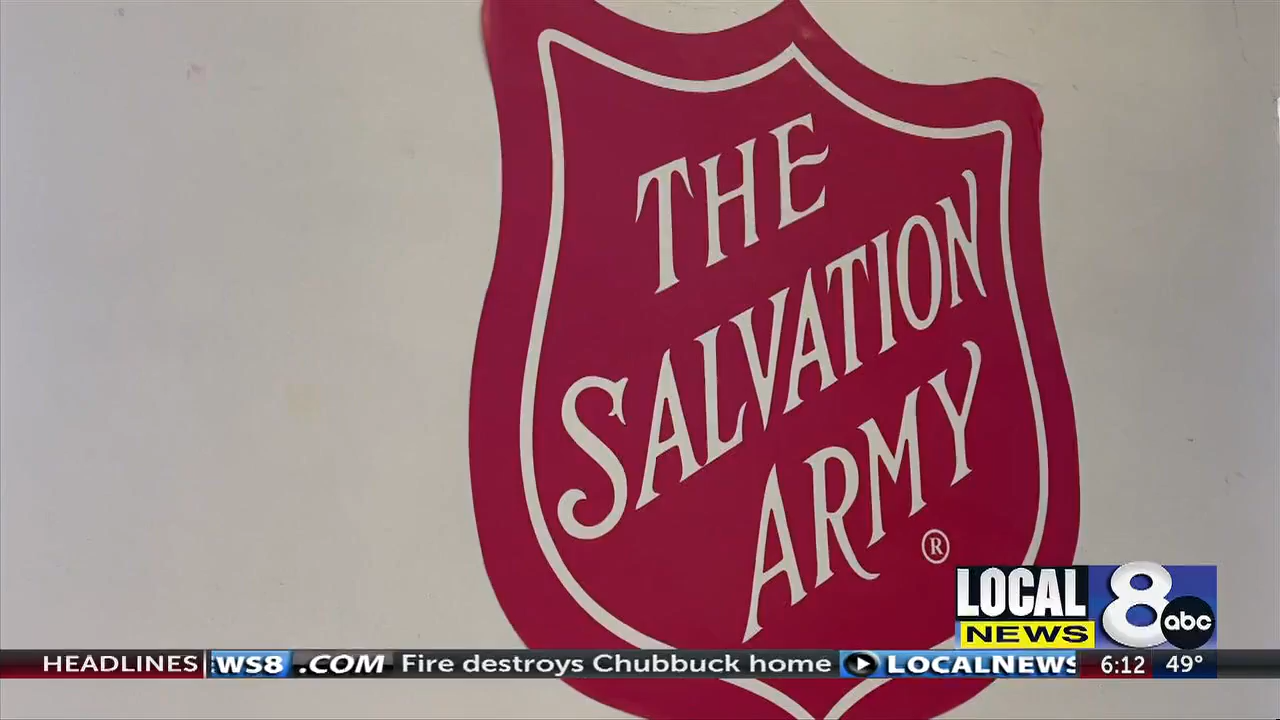 THE
SALVATION
ARMY
®
LOCAL 8
NEWS abc
HEADLINES WS8.COM Fire destroys Chubbuck home LOCALNEWS 6:12 49°